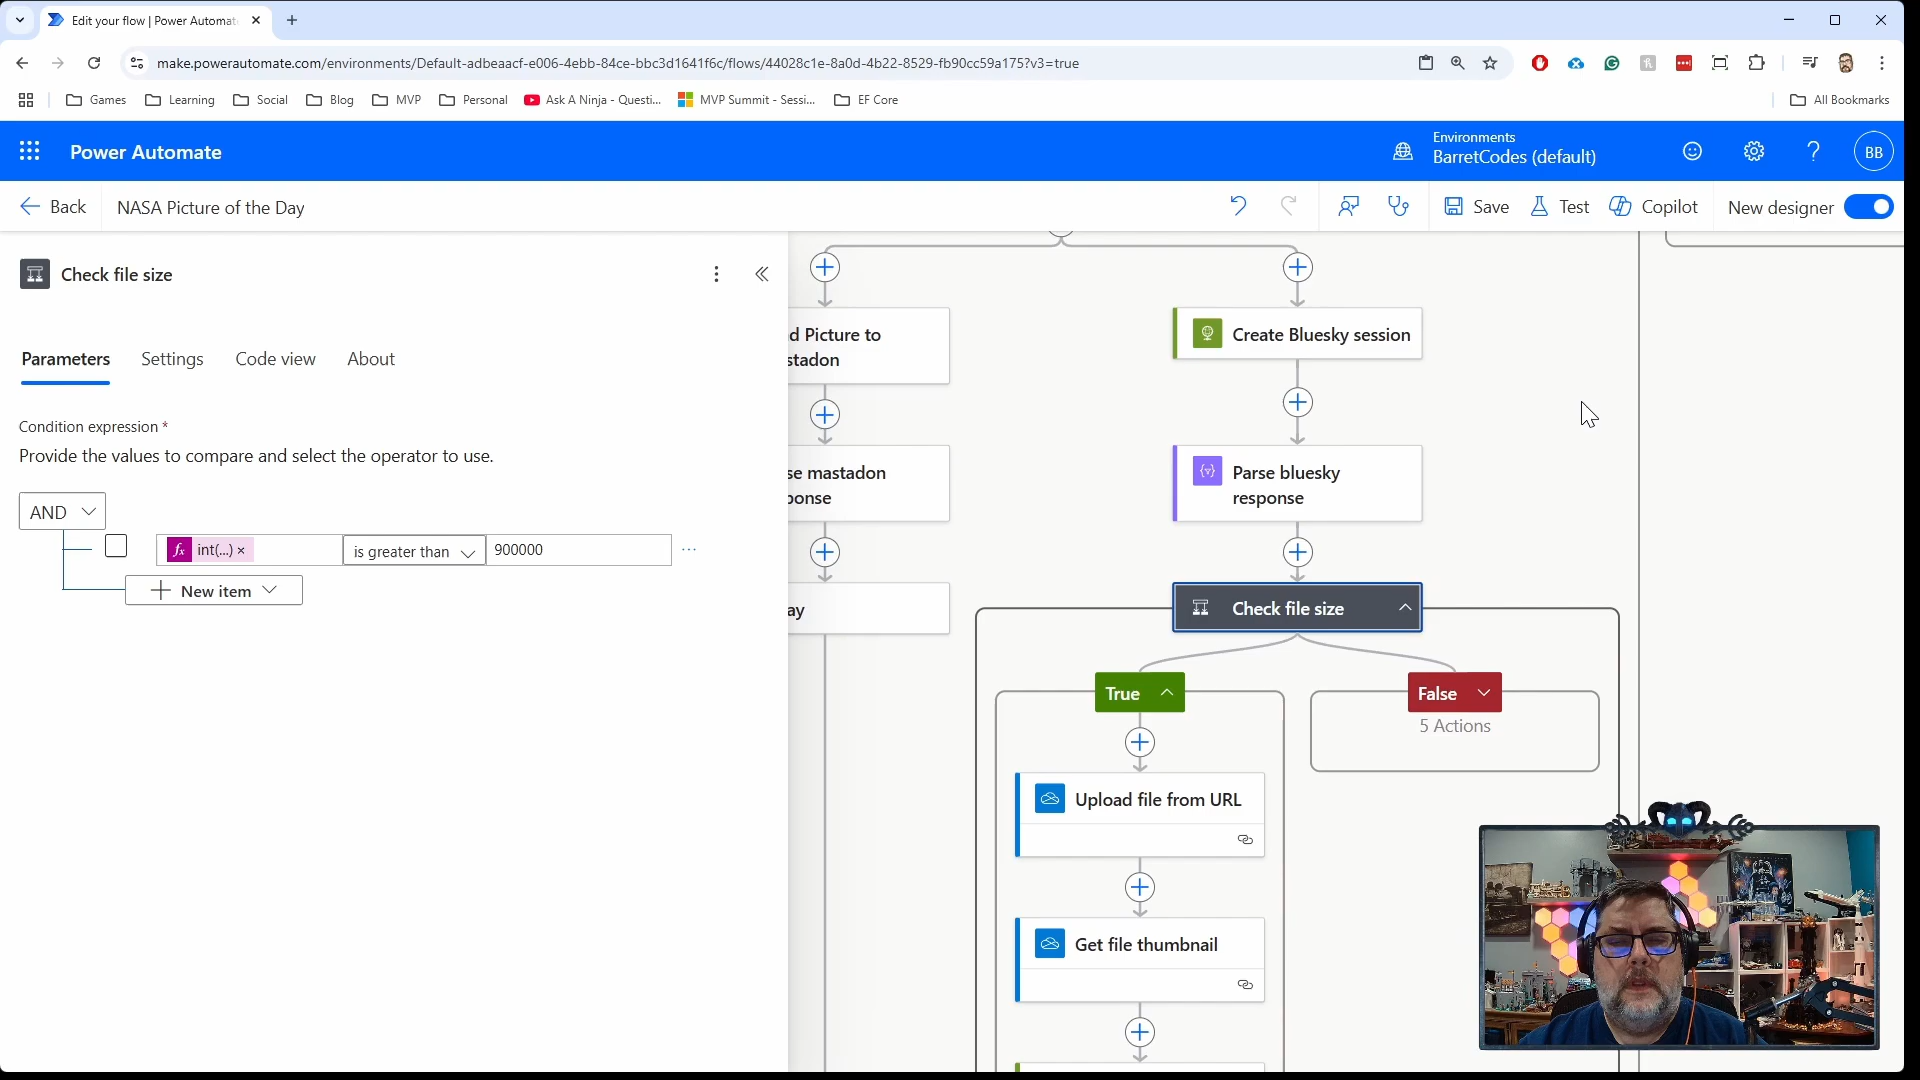 Edit your flow | Power Automat
make.powerautomate.com/environments/Default-adbeaacf-e006-4ebb-84ce-bbc3d1641f6c/flows/44028c1e-8a0d-4b22-8529-fb90cc59a175?v3=true
Games
Learning
Social
Blog
MVP
Personal
Ask A Ninja - Questi...
MVP Summit - Sessi...
EF Core
All Bookmarks
Power Automate
Environments
BarretCodes (default)
BB
Back
NASA Picture of the Day
Save
Test
Copilot
New designer
Check file size
Parameters
Settings
Code view
About
Condition expression *
Provide the values to compare and select the operator to use.
AND
fx int(...) ×
is greater than
900000
New item
d Picture to
stadon
se mastadon
ponse
ay
Create Bluesky session
Parse bluesky
response
Check file size
True
False
5 Actions
Upload file from URL
Get file thumbnail